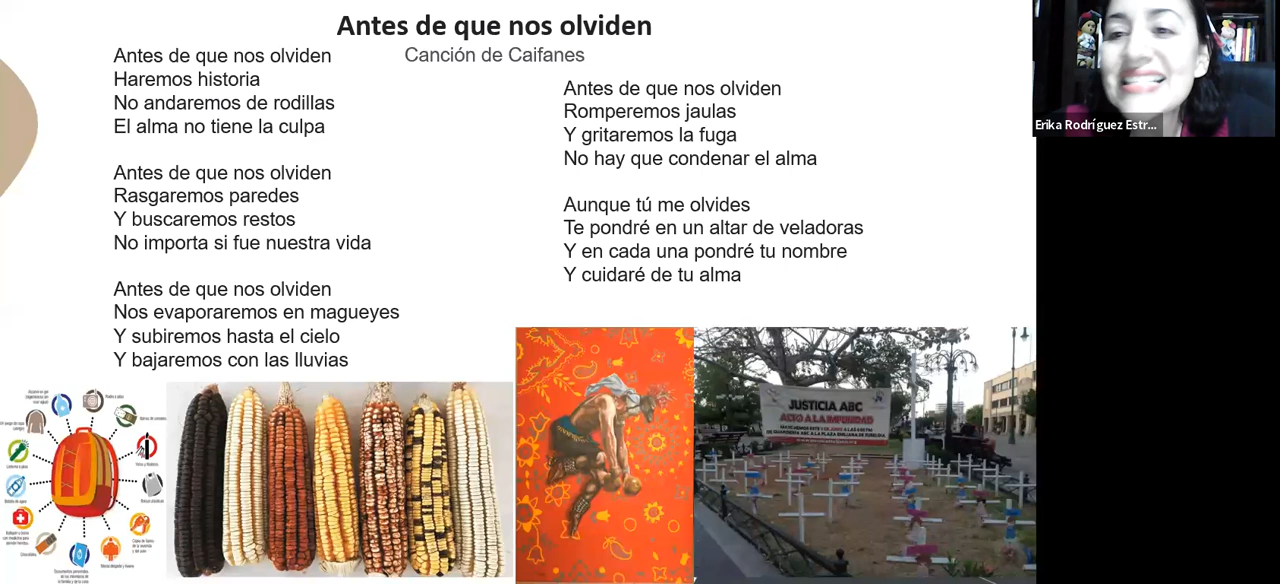 Antes de que nos olviden
Canción de Caifanes
Antes de que nos olviden
Haremos historia
No andaremos de rodillas
El alma no tiene la culpa
Antes de que nos olviden
Rasgaremos paredes
Y buscaremos restos
No importa si fue nuestra vida
Antes de que nos olviden
Nos evaporaremos en magueyes
Y subiremos hasta el cielo
Y bajaremos con las lluvias
Antes de que nos olviden
Romperemos jaulas
Y gritaremos la fuga
No hay que condenar el alma
Aunque tú me olvides
Te pondré en un altar de veladoras
Y en cada una pondré tu nombre
Y cuidaré de tu alma
Erika Rodríguez Estr...
JUSTICIA ABC
ALTO A LA IMPUNIDAD